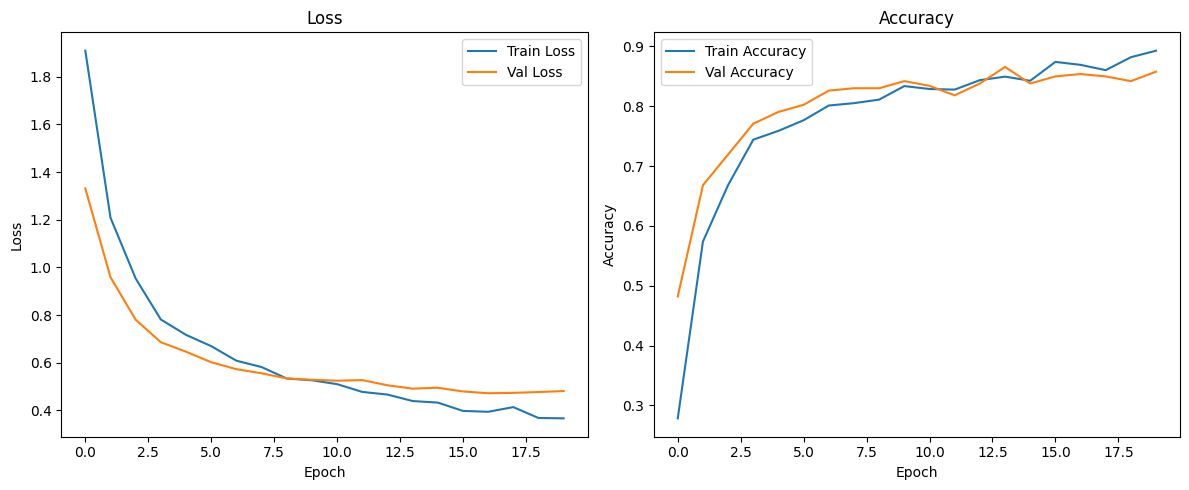 Loss
Train Loss
Val Loss
1.8
1.6
1.4
1.2
1.0
0.8
0.6
0.4
Loss
0.0 2.5 5.0 7.5 10.0 12.5 15.0 17.5
Epoch
Accuracy
Train Accuracy
Val Accuracy
0.9
0.8
0.7
0.6
0.5
0.4
0.3
Accuracy
0.0 2.5 5.0 7.5 10.0 12.5 15.0 17.5
Epoch